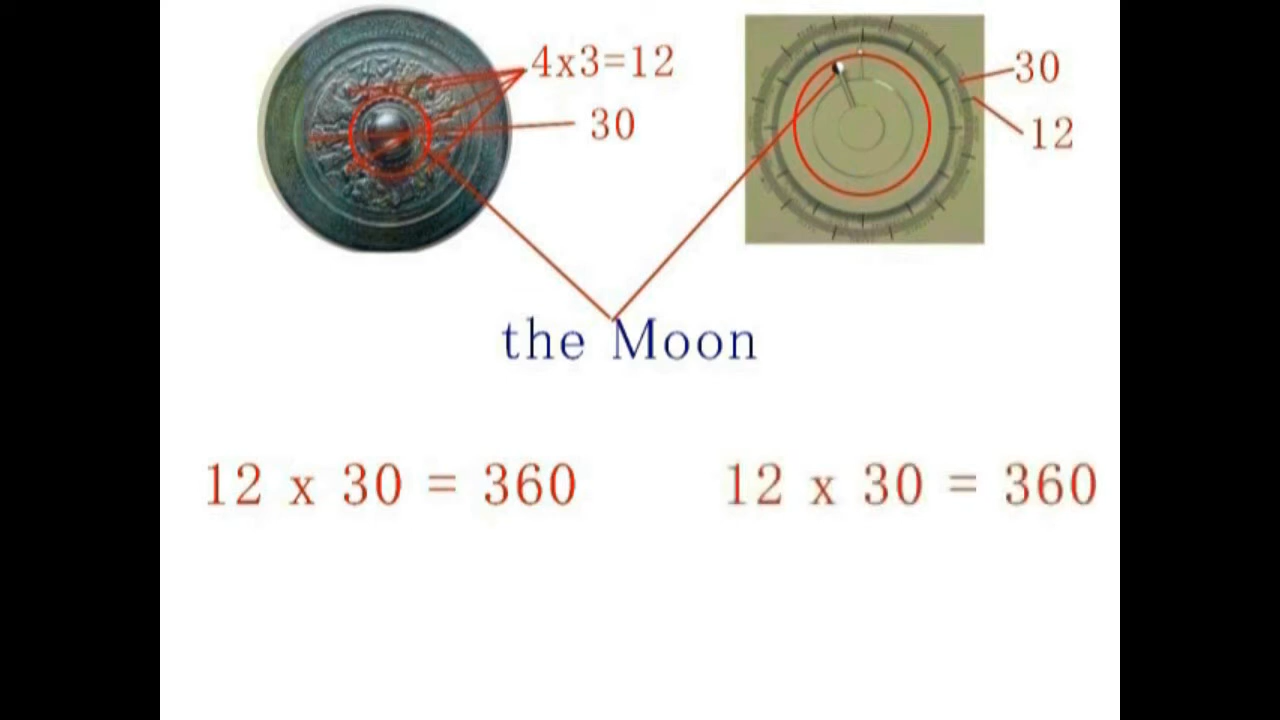 4x3=12
30
30
12
the Moon
12 x 30 = 360
12 x 30 = 360